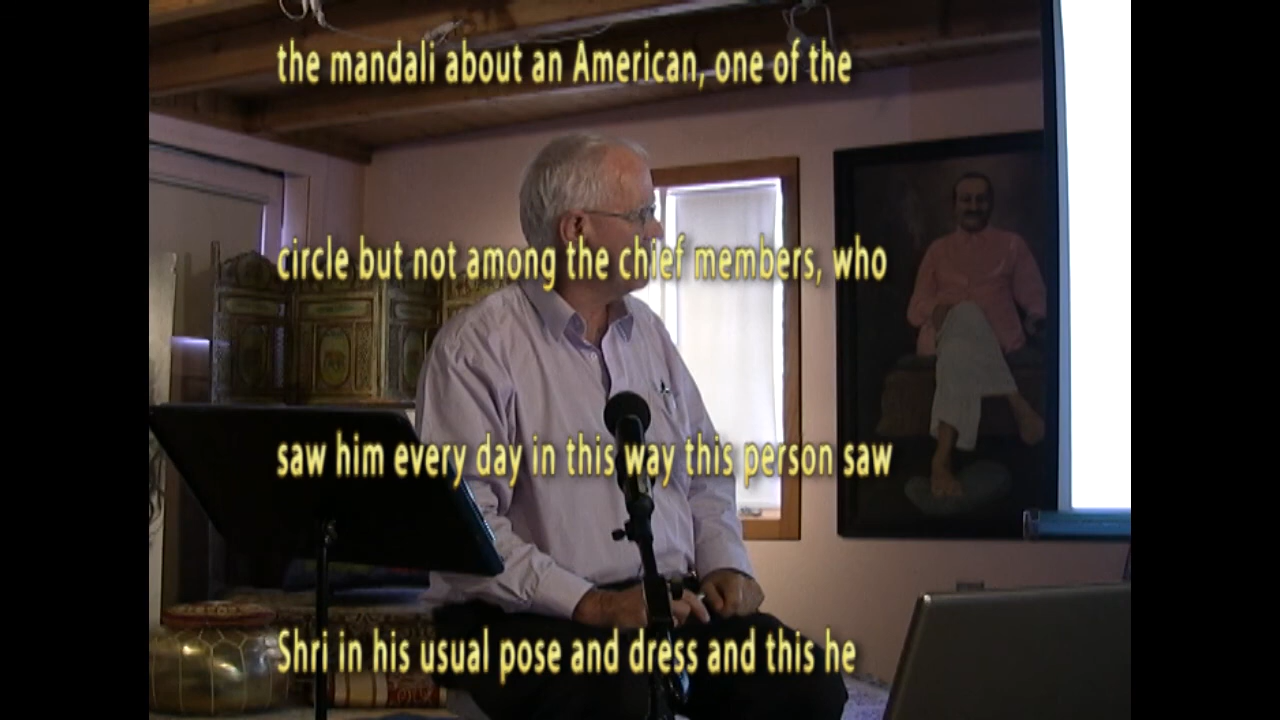 the mandali about an American, one of the
circle but not among the chief members, who
saw him every day in this way this person saw
Shri in his usual pose and dress and this he